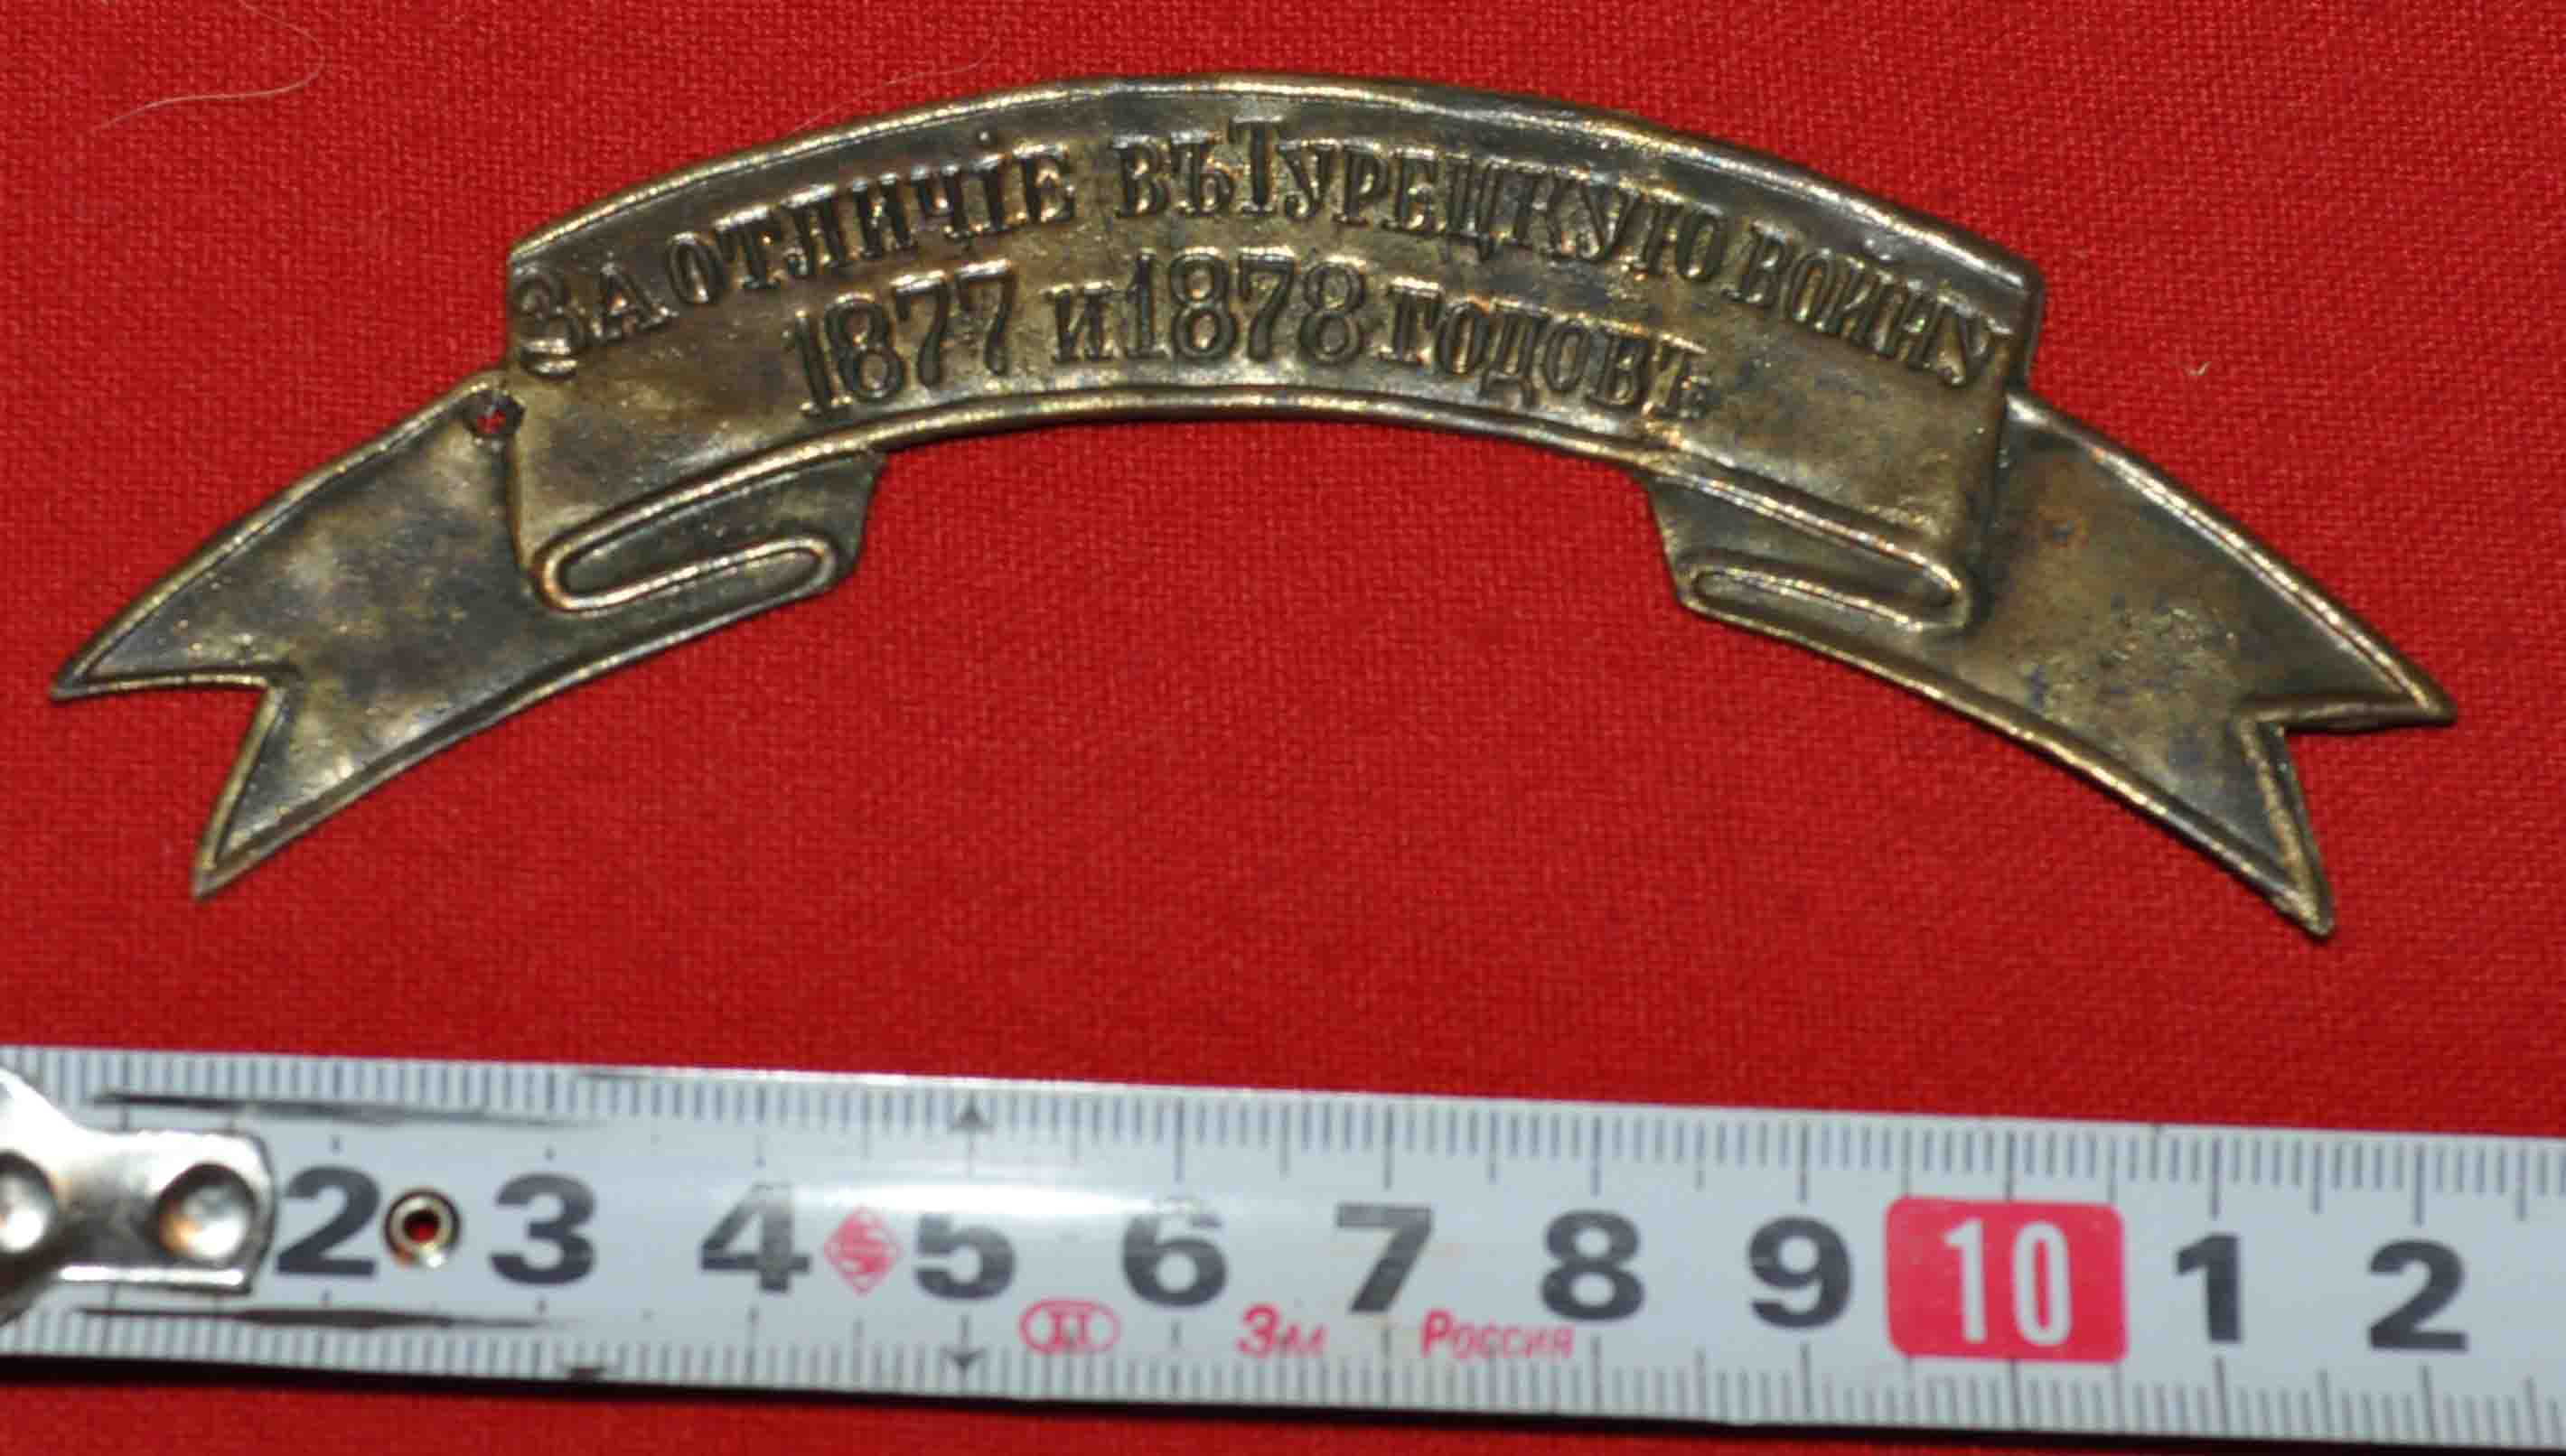 За отличіе въ Турецкую войну
1877 и 1878 годовъ
2 3 4 5 6 7 8 9 10 1 2
3м Россия